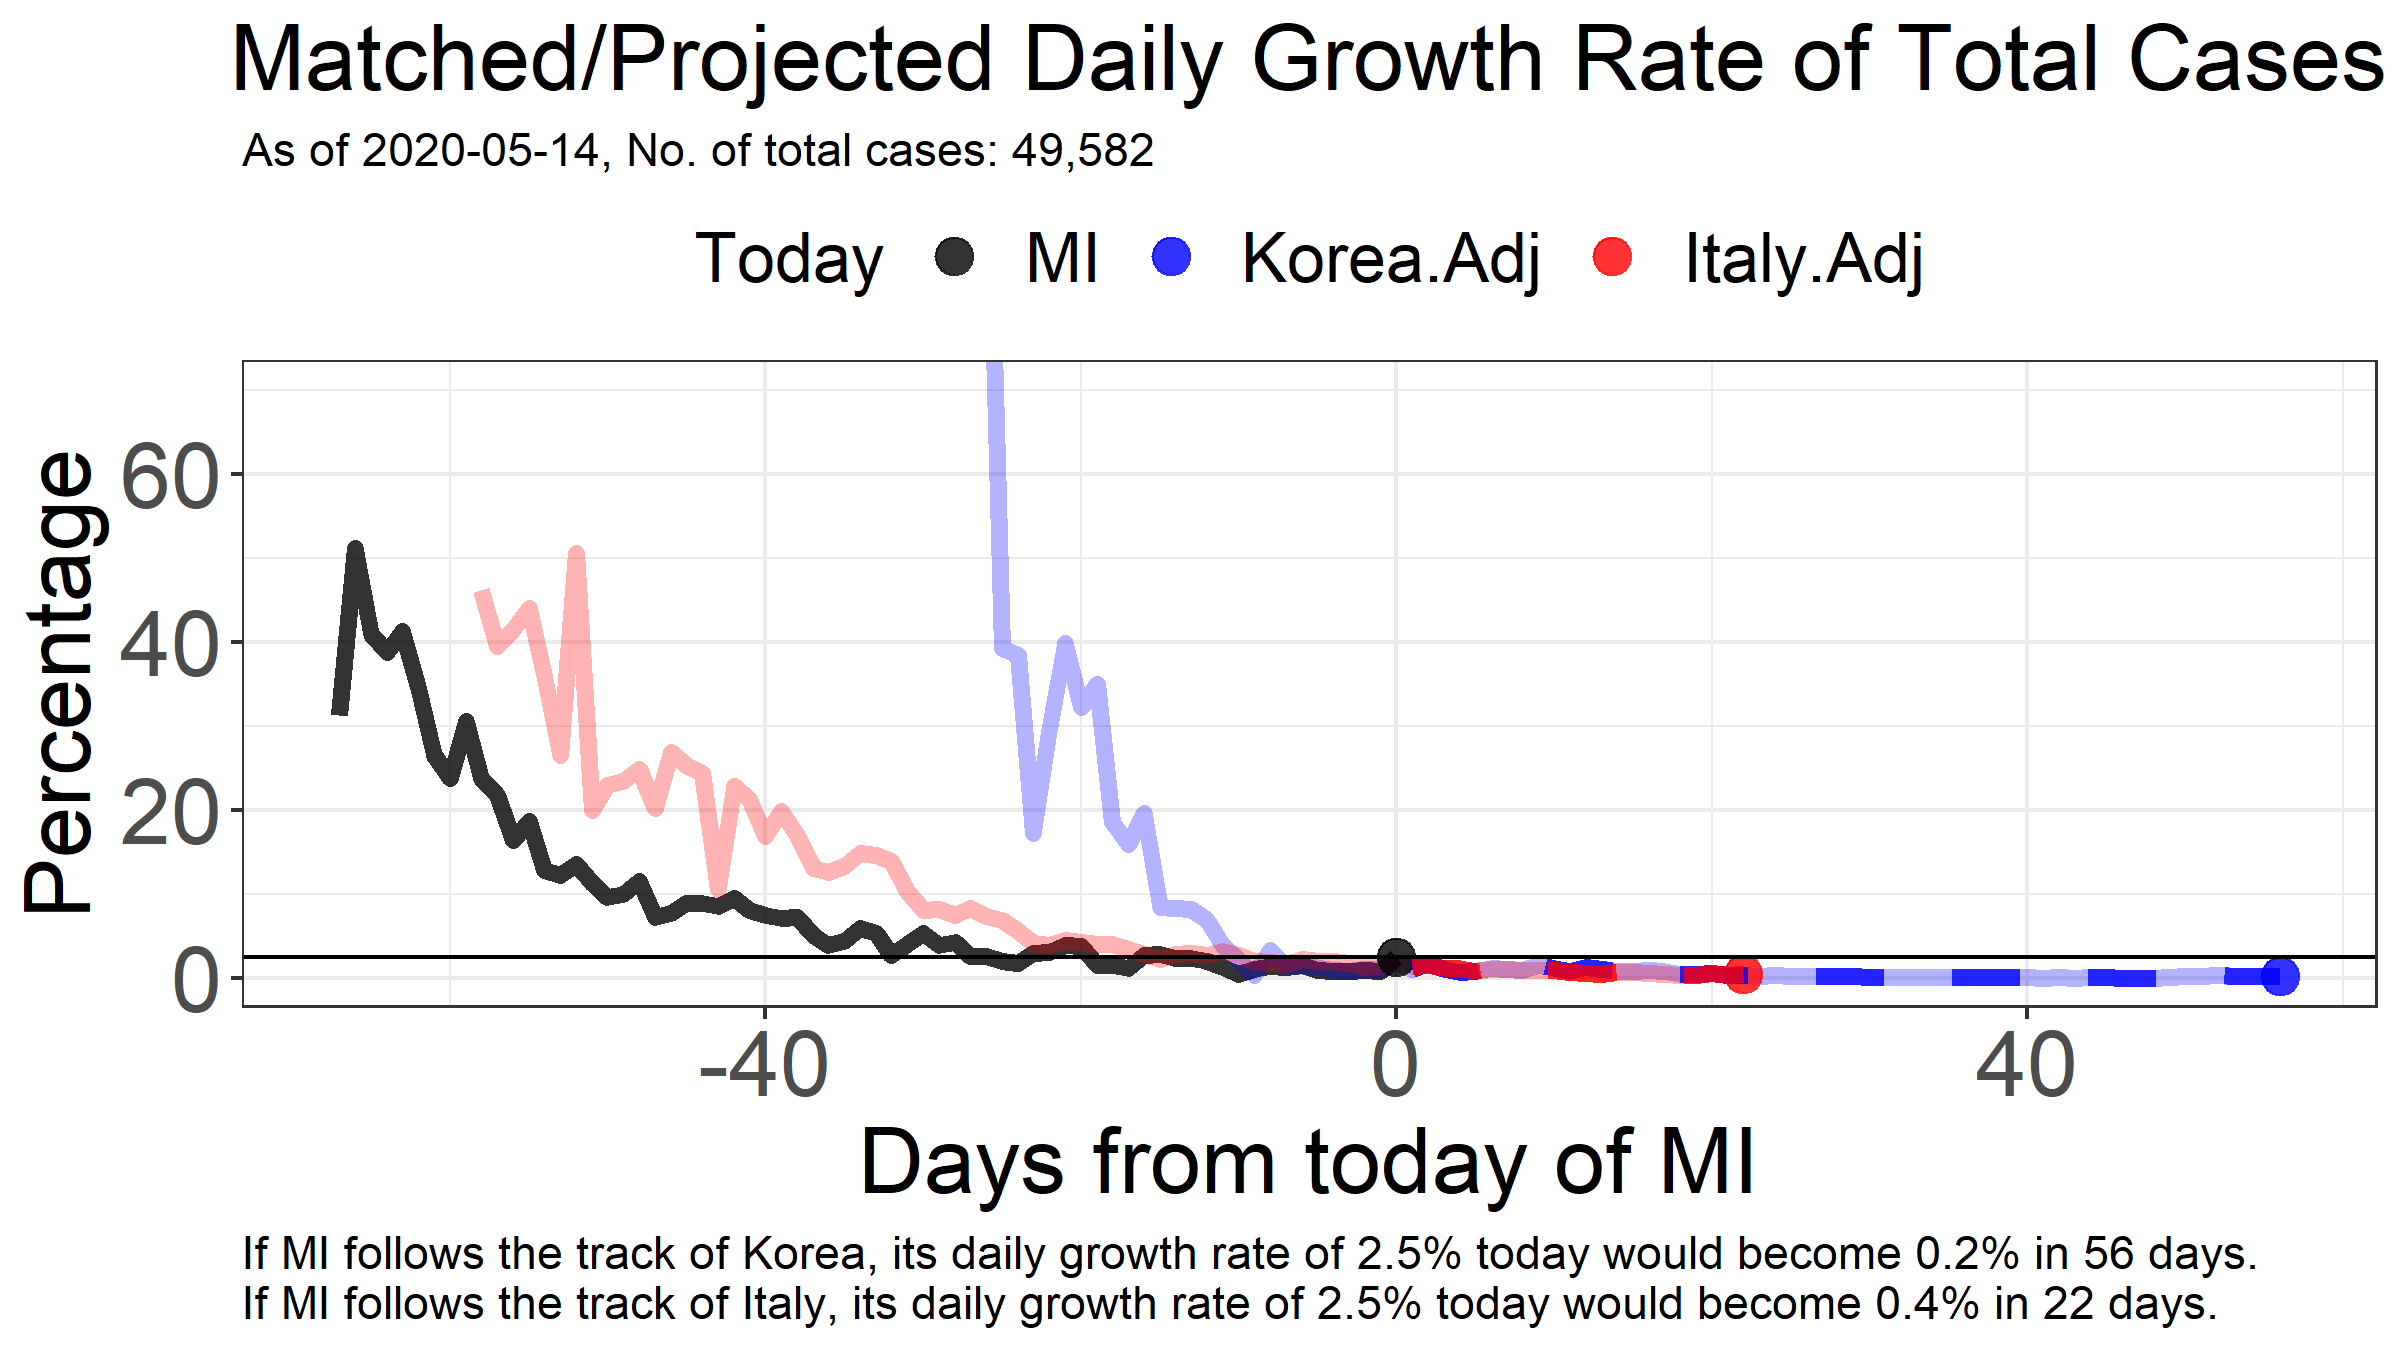 Matched/Projected Daily Growth Rate of Total Cases
As of 2020-05-14, No. of total cases: 49,582
Today MI Korea.Adj Italy.Adj
Percentage
60
40
20
0
-40 0 40
Days from today of MI
If MI follows the track of Korea, its daily growth rate of 2.5% today would become 0.2% in 56 days.
If MI follows the track of Italy, its daily growth rate of 2.5% today would become 0.4% in 22 days.